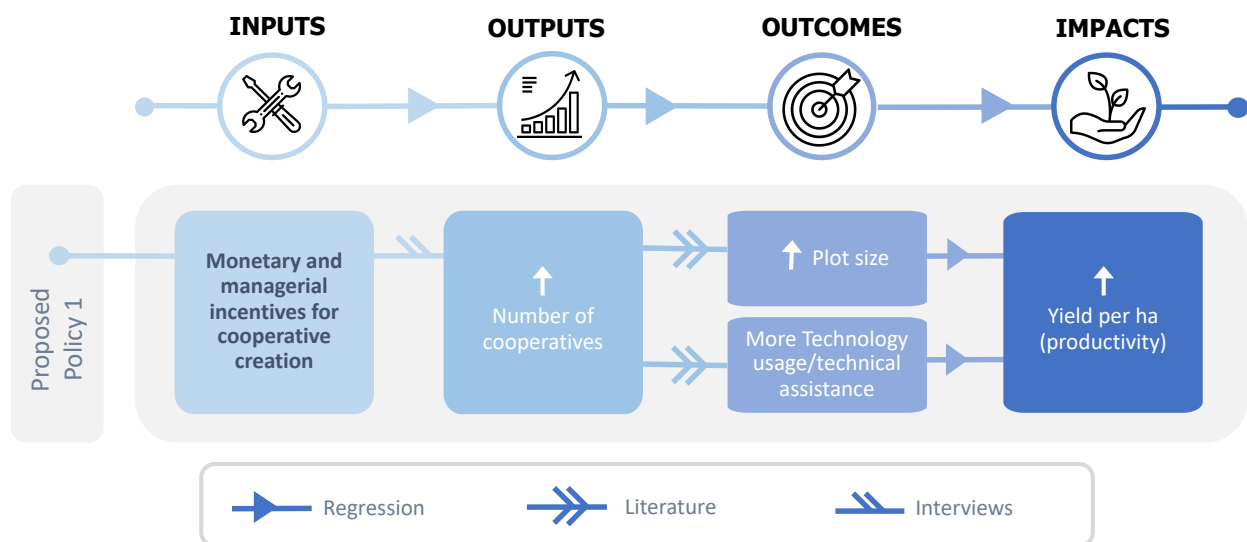 INPUTS
OUTPUTS
OUTCOMES
IMPACTS
Proposed
Policy 1
Monetary and
managerial
incentives for
cooperative
creation
Number of
cooperatives
Plot size
More Technology
usage/technical
assistance
Yield per ha
(productivity)
Regression
Literature
Interviews